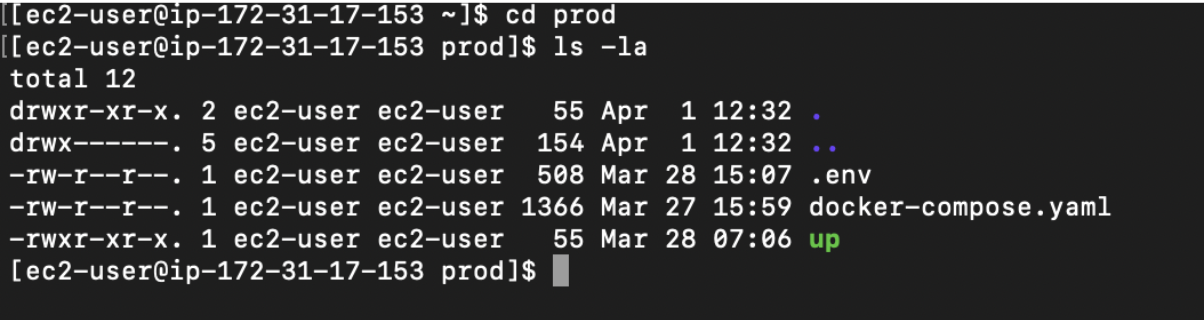 [[ec2-user@ip-172-31-17-153 ~]$ cd prod
[[ec2-user@ip-172-31-17-153 prod]$ ls -la
total 12
drwxr-xr-x. 2 ec2-user ec2-user   55 Apr  1 12:32 .
drwx------. 5 ec2-user ec2-user  154 Apr  1 12:32 ..
-rw-r--r--. 1 ec2-user ec2-user  508 Mar 28 15:07 .env
-rw-r--r--. 1 ec2-user ec2-user 1366 Mar 27 15:59 docker-compose.yaml
-rwxr-xr-x. 1 ec2-user ec2-user   55 Mar 28 07:06 up
[ec2-user@ip-172-31-17-153 prod]$